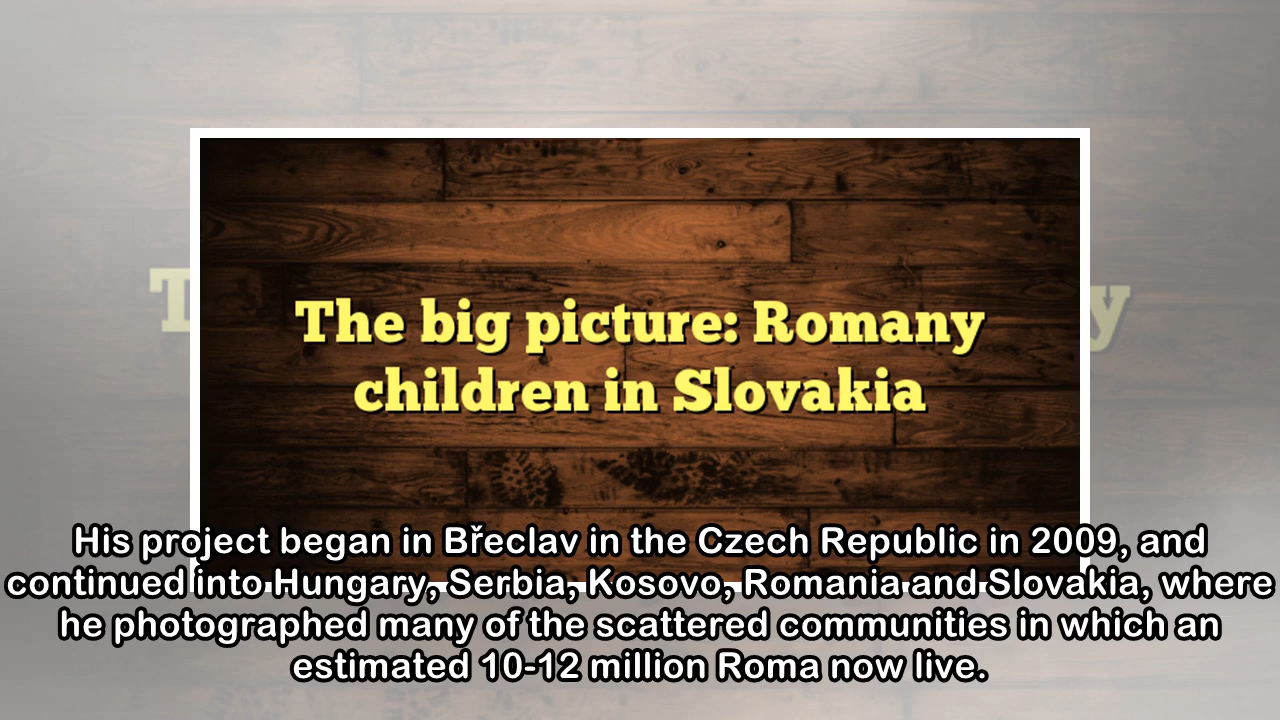 The big picture: Romany
children in Slovakia
His project began in Břeclav in the Czech Republic in 2009, and
continued into Hungary, Serbia, Kosovo, Romania and Slovakia, where
he photographed many of the scattered communities in which an
estimated 10-12 million Roma now live.